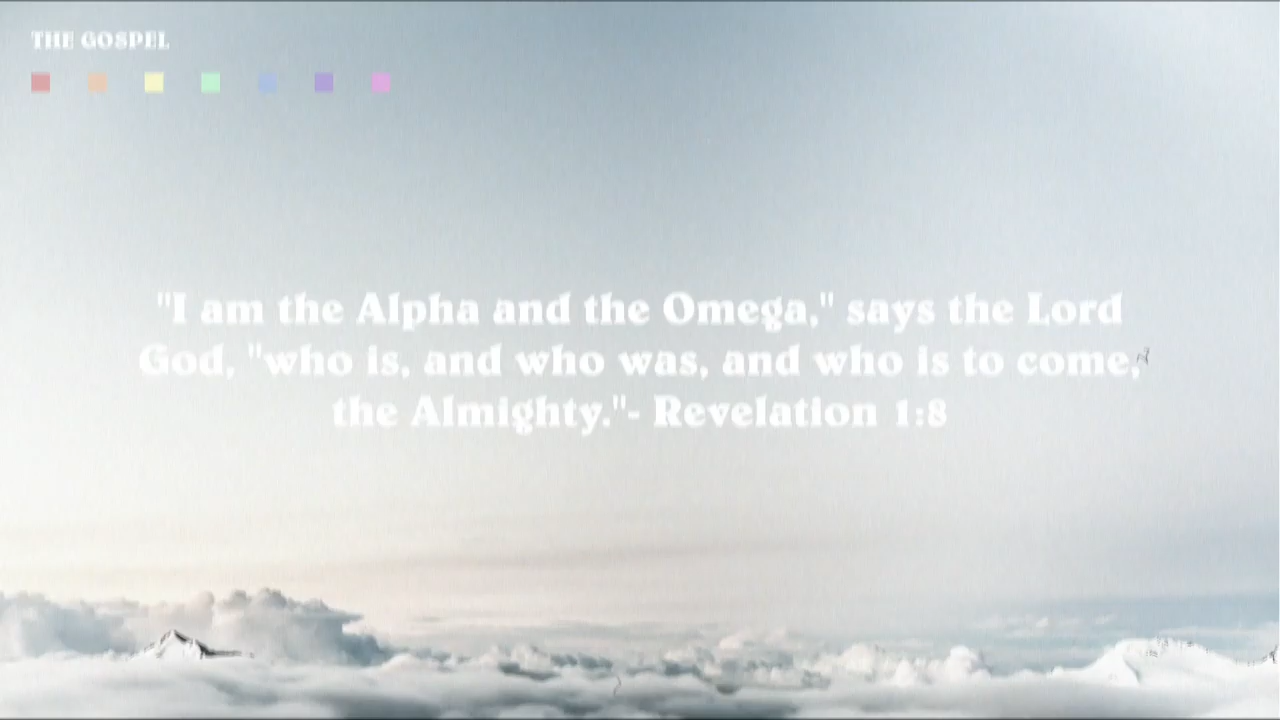 THE GOSPEL
"I am the Alpha and the Omega," says the Lord
God, "who is, and who was, and who is to come,
the Almighty."- Revelation 1:8